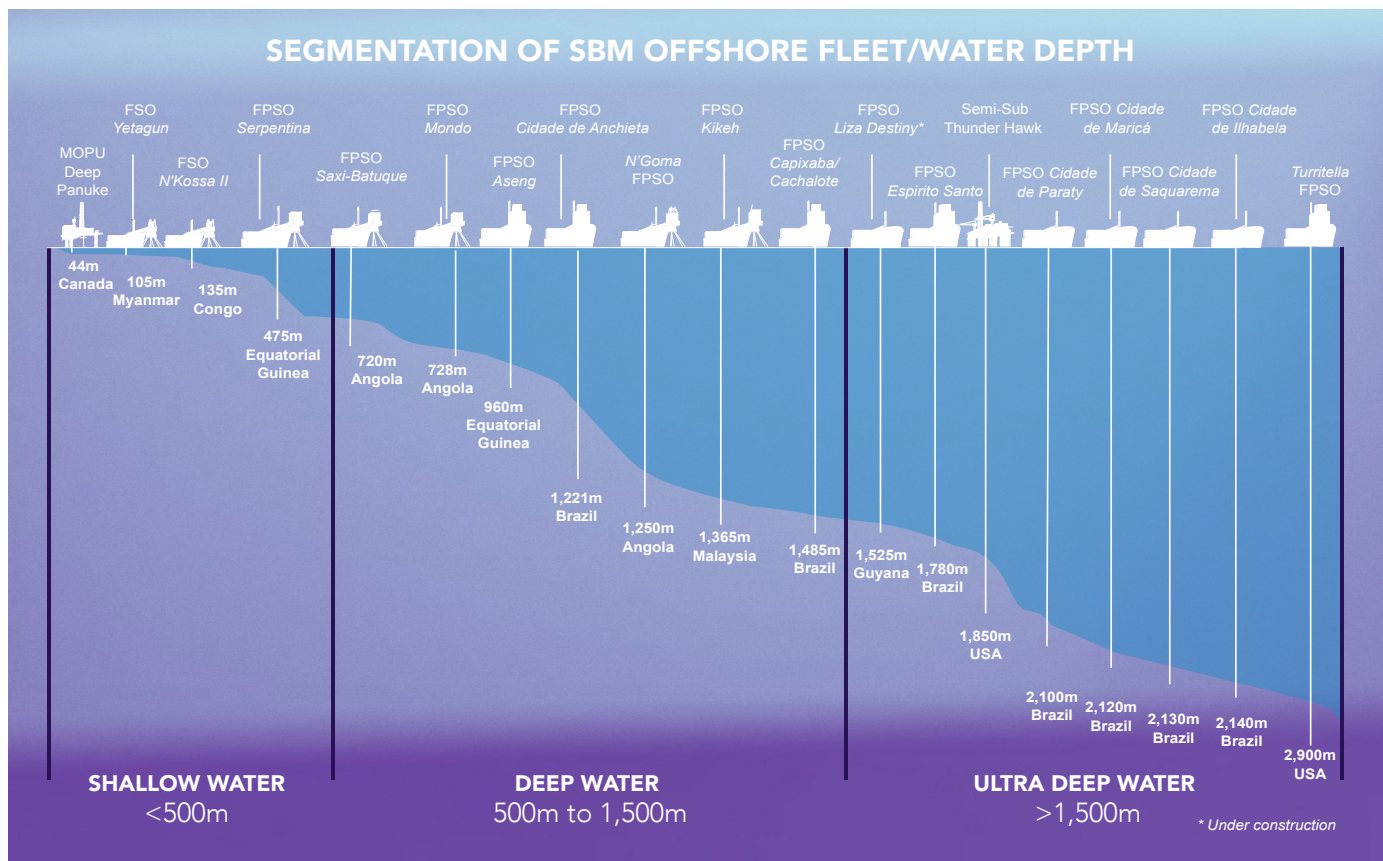 SEGMENTATION OF SBM OFFSHORE FLEET/WATER DEPTH
MOPU
Deep
Panuke
FSO
Yetagun
FSO
N'Kossa II
FPSO
Serpentina
FPSO
Saxi-Batuque
FPSO
Mondo
FPSO
Aseng
FPSO
Cidade de Anchieta
N'Goma
FPSO
FPSO
Kikeh
FPSO
Capixaba/
Cachalote
FPSO
Liza Destiny*
FPSO
Espirito Santo
Semi-Sub
Thunder Hawk
FPSO Cidade
de Paraty
FPSO Cidade
de Maricá
FPSO Cidade
de Saquarema
FPSO Cidade
de Ilhabela
Turritella
FPSO
44m
Canada
105m
Myanmar
135m
Congo
475m
Equatorial
Guinea
720m
Angola
728m
Angola
960m
Equatorial
Guinea
1,221m
Brazil
1,250m
Angola
1,365m
Malaysia
1,485m
Brazil
1,525m
Guyana
1,780m
Brazil
1,850m
USA
2,100m
Brazil
2,120m
Brazil
2,130m
Brazil
2,140m
Brazil
2,900m
USA
SHALLOW WATER
<500m
DEEP WATER
500m to 1,500m
ULTRA DEEP WATER
>1,500m
* Under construction